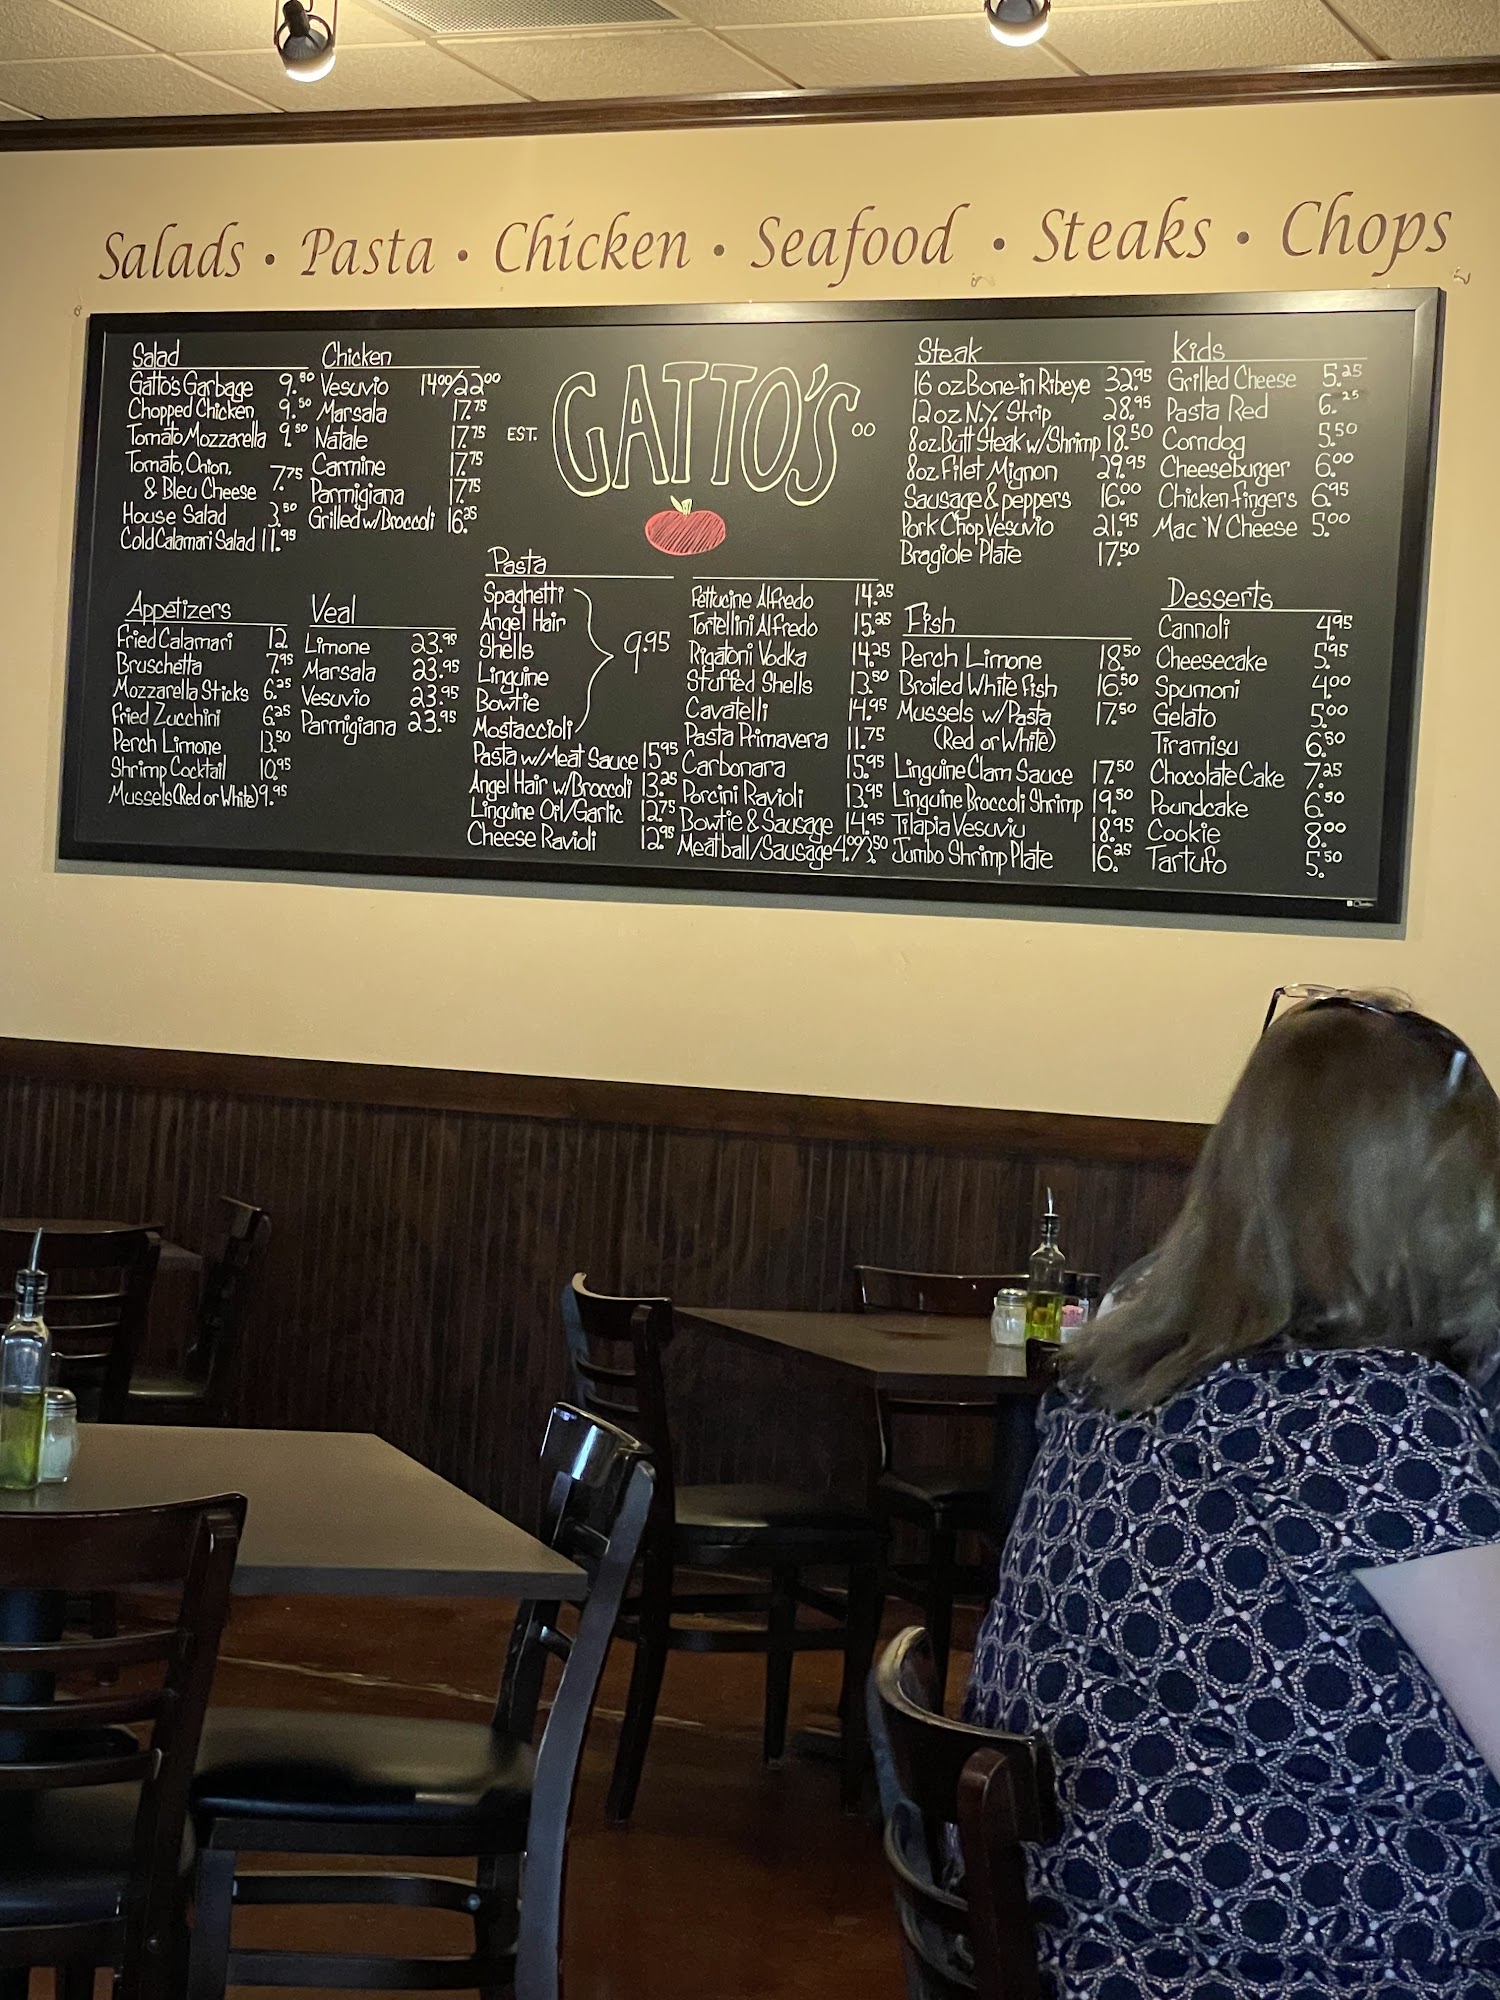 Salads · Pasta · Chicken · Seafood · Steaks · Chops
Salad
Gatto's Garbage 9.50
Chopped Chicken 9.50
Tomato Mozzarella 9.50
Tomato, Onion,
& Bleu Cheese 7.75
House Salad 3.50
Cold Calamari Salad 11.95
Chicken
Vesuvio 14.00/22.00
Marsala 17.75
Natale 17.75
Carmine 17.75
Parmigiana 17.75
Grilled w/Broccoli 16.25
EST. GATTO'S 00
Appetizers
Fried Calamari 12.
Bruschetta 7.95
Mozzarella Sticks 6.25
Fried Zucchini 6.25
Perch Limone 13.50
Shrimp Cocktail 10.95
Mussels (Red or White) 9.95
Veal
Limone 23.95
Marsala 23.95
Vesuvio 23.95
Parmigiana 23.95
Pasta
Spaghetti
Angel Hair
Shells
Linguine
Bowtie
Mostaccioli
9.95
Pasta w/Meat Sauce 15.95
Angel Hair w/Broccoli 13.25
Linguine Oil/Garlic 12.75
Cheese Ravioli 12.95
Fettucine Alfredo 14.25
Tortellini Alfredo 15.25
Rigatoni Vodka 14.25
Stuffed Shells 13.50
Cavatelli 14.95
Pasta Primavera 11.75
Carbonara 15.95
Porcini Ravioli 13.95
Bowtie & Sausage 14.95
Meatball/Sausage 4.00/3.50
Steak
16 oz Bone-in Ribeye 32.95
12 oz N.Y. Strip 28.95
8oz. Butt Steak w/Shrimp 18.50
8oz Filet Mignon 29.95
Sausage & peppers 16.00
Pork Chop Vesuvio 21.95
Bragiole Plate 17.50
Fish
Perch Limone 18.50
Broiled White Fish 16.50
Mussels w/Pasta 17.50
(Red or White)
Linguine Clam Sauce 17.50
Linguine Broccoli Shrimp 19.50
Tilapia Vesuviu 18.95
Jumbo Shrimp Plate 16.25
Kids
Grilled Cheese 5.25
Pasta Red 6.25
Corndog 5.50
Cheeseburger 6.00
Chicken fingers 6.95
Mac 'N Cheese 5.00
Desserts
Cannoli 4.95
Cheesecake 5.95
Spumoni 4.00
Gelato 5.00
Tiramisu 6.50
Chocolate Cake 7.25
Poundcake 6.50
Cookie 8.00
Tartufo 5.50